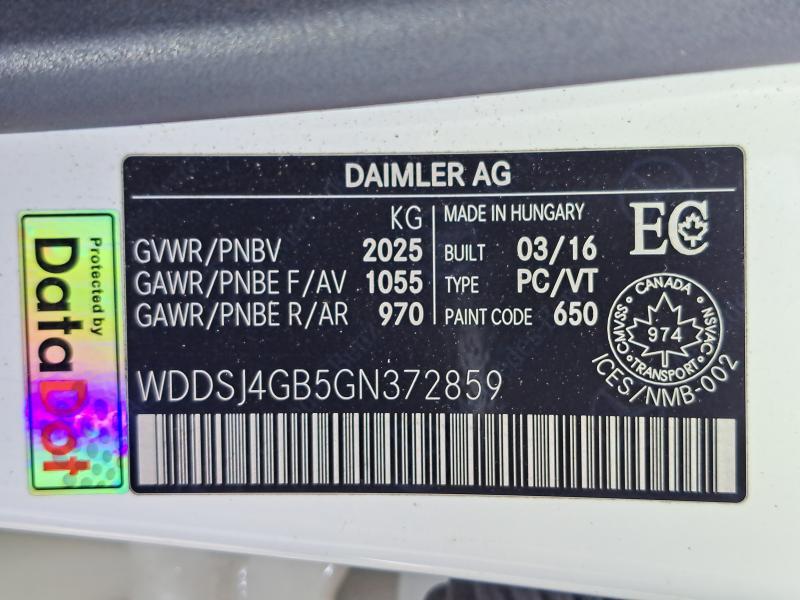 DAIMLER AG
KG
GVWR/PNBV 2025
GAWR/PNBE F/AV 1055
GAWR/PNBE R/AR 970
MADE IN HUNGARY
BUILT 03/16
TYPE PC/VT
PAINT CODE 650
EC
CANADA
CMVSS 974 NSVAC
TRANSPORT
ICES/NMB-002
WDDSJ4GB5GN372859
Protected by
DataDot